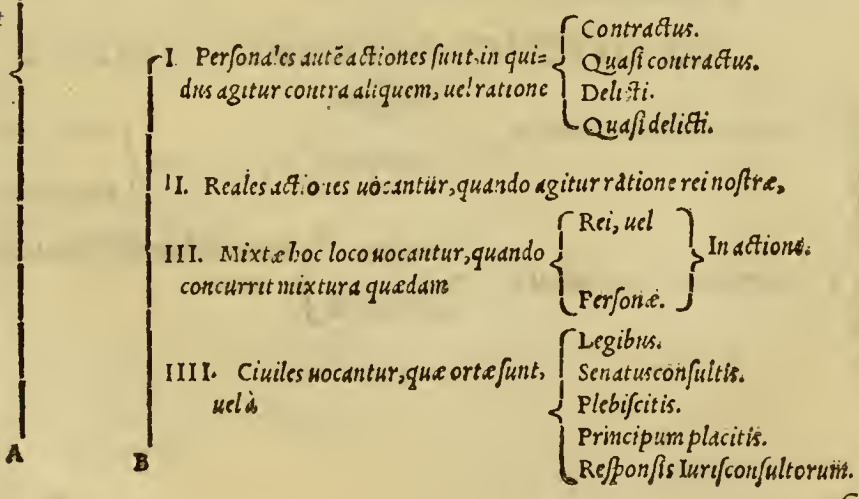 Contractus.
I. Perſonales autē actiones ſunt, in qui=
Quaſi contractus.
dus agitur contra aliquem, uel ratione
Delicti.
Quaſi delicti.
II. Reales actiones uocantur, quando agitur ratione rei noſtræ,
Rei, uel
III. Mixtæ hoc loco uocantur, quando
In actione.
concurrit mixtura quædam
Perſonæ.
Legibus.
IIII. Ciuiles uocantur, quæ ortæ ſunt,
Senatusconſultis.
uel à
Plebiſcitis.
Principum placitis.
A B
Reſponſis Iuriſconſultorum.